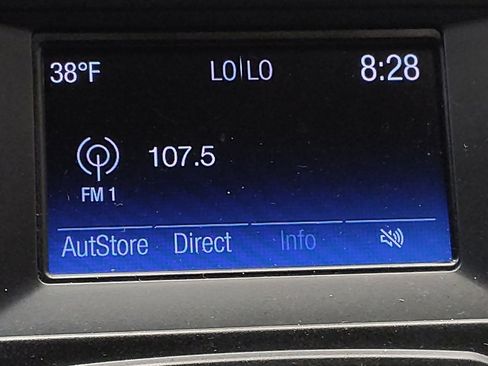 38°F LO|LO 8:28
107.5
FM 1
AutStore Direct Info